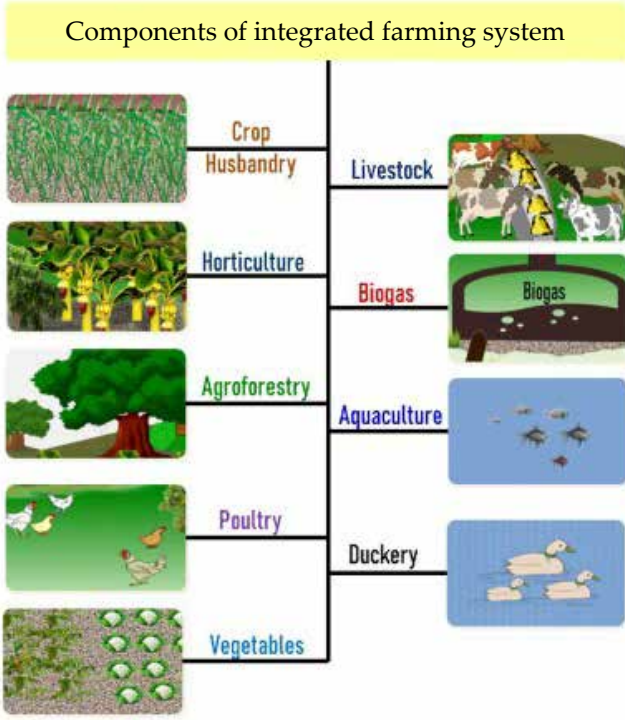 Components of integrated farming system
Crop
Husbandry
Livestock
Horticulture
Biogas
Biogas
Agroforestry
Aquaculture
Poultry
Duckery
Vegetables